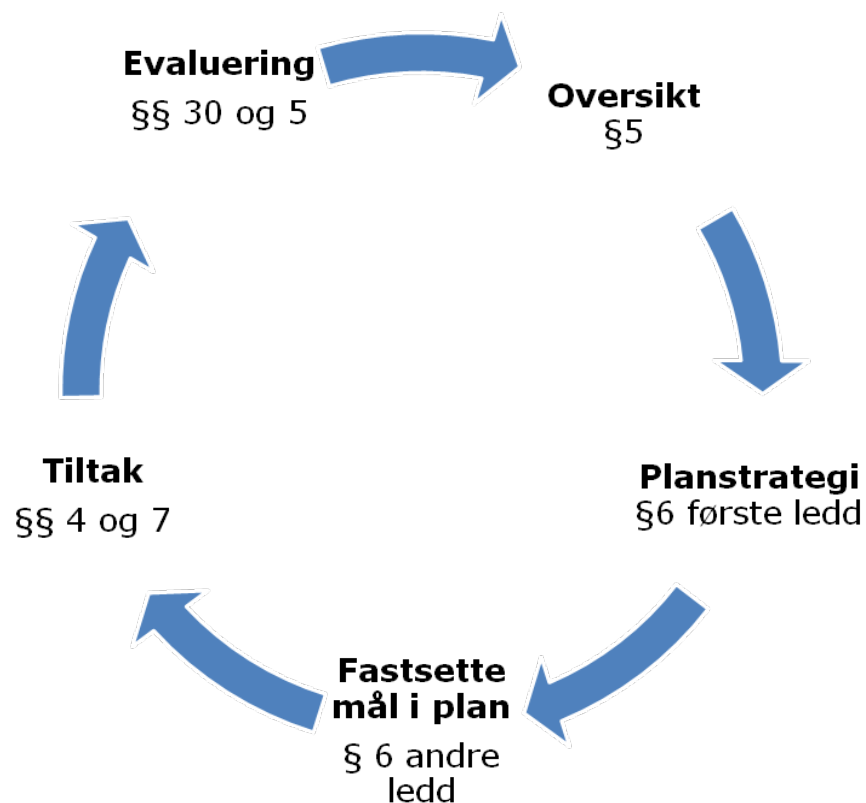 Evaluering
§§ 30 og 5
Oversikt
§5
Planstrategi
§6 første ledd
Fastsette
mål i plan
§ 6 andre
ledd
Tiltak
§§ 4 og 7